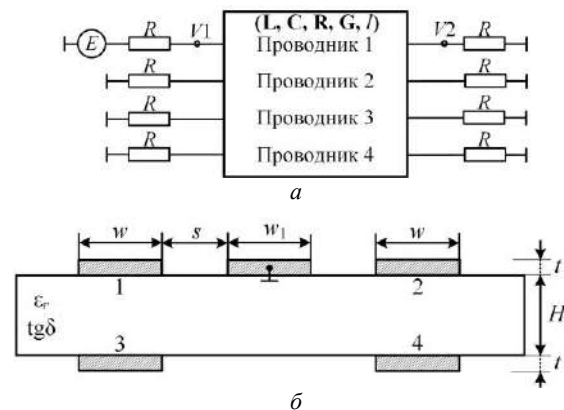 (L, C, R, G, l)
E R V1 Проводник 1 V2 R
R Проводник 2 R
R Проводник 3 R
R Проводник 4 R
а
w s w₁ w
t
1 2
εᵣ
tgδ
H
3 4
t
б